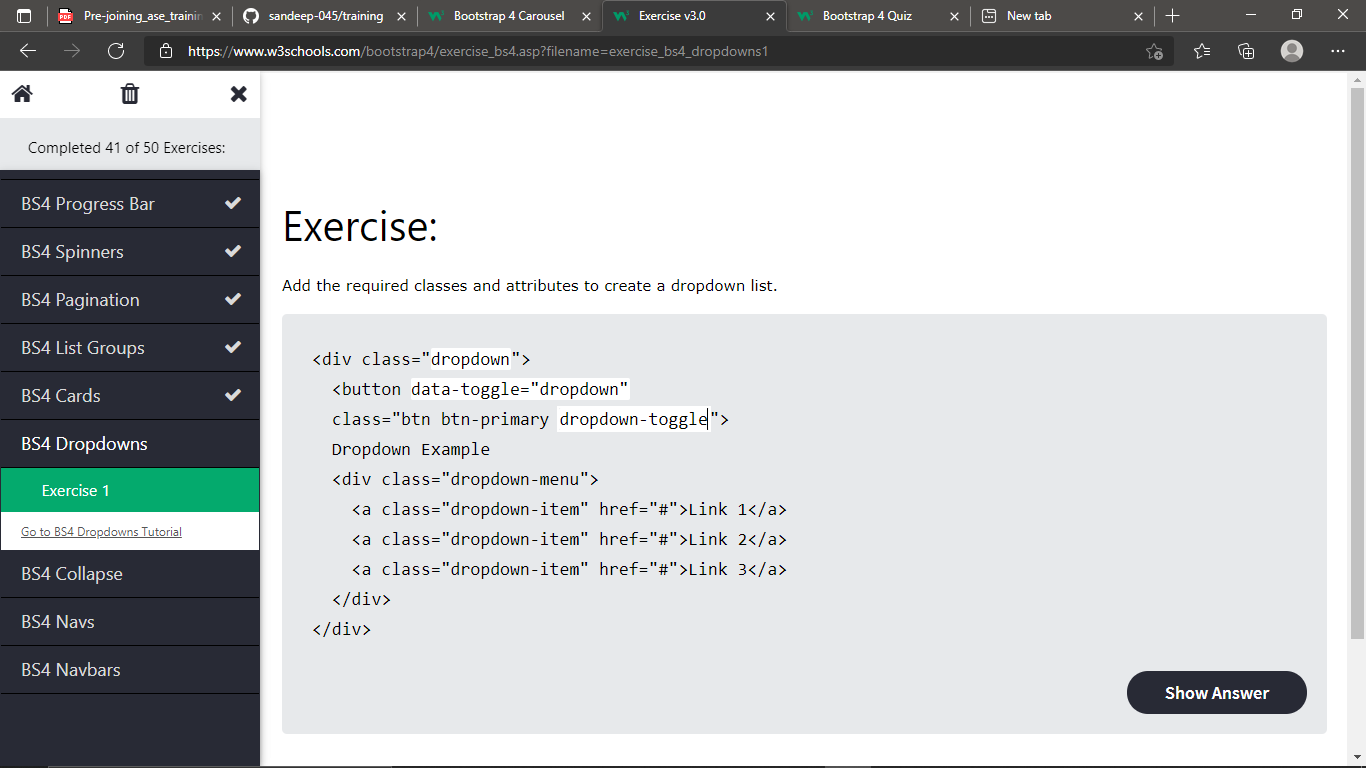 Pre-joining_ase_trainin
sandeep-045/training
Bootstrap 4 Carousel
Exercise v3.0
Bootstrap 4 Quiz
New tab
https://www.w3schools.com/bootstrap4/exercise_bs4.asp?filename=exercise_bs4_dropdowns1
Completed 41 of 50 Exercises:
BS4 Progress Bar
BS4 Spinners
BS4 Pagination
BS4 List Groups
BS4 Cards
BS4 Dropdowns
Exercise 1
Go to BS4 Dropdowns Tutorial
BS4 Collapse
BS4 Navs
BS4 Navbars
Exercise:
Add the required classes and attributes to create a dropdown list.
<div class="dropdown">
<button data-toggle="dropdown"
class="btn btn-primary dropdown-toggle">
Dropdown Example
<div class="dropdown-menu">
<a class="dropdown-item" href="#">Link 1</a>
<a class="dropdown-item" href="#">Link 2</a>
<a class="dropdown-item" href="#">Link 3</a>
</div>
</div>
Show Answer